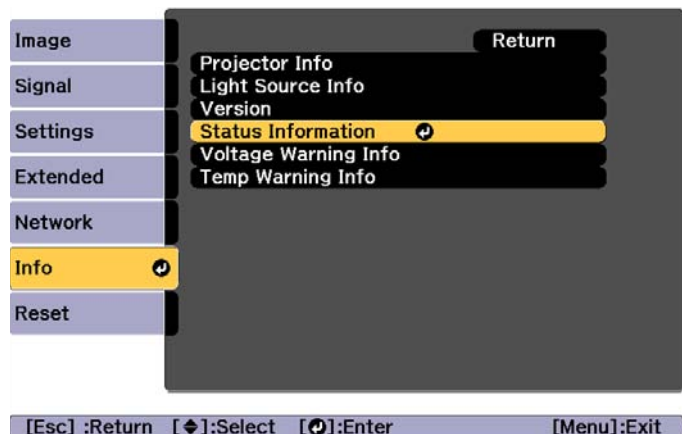 Image
Signal
Settings
Extended
Network
Info
Reset
Return
Projector Info
Light Source Info
Version
Status Information
Voltage Warning Info
Temp Warning Info
[Esc] :Return [◆]:Select [⏎]:Enter [Menu]:Exit